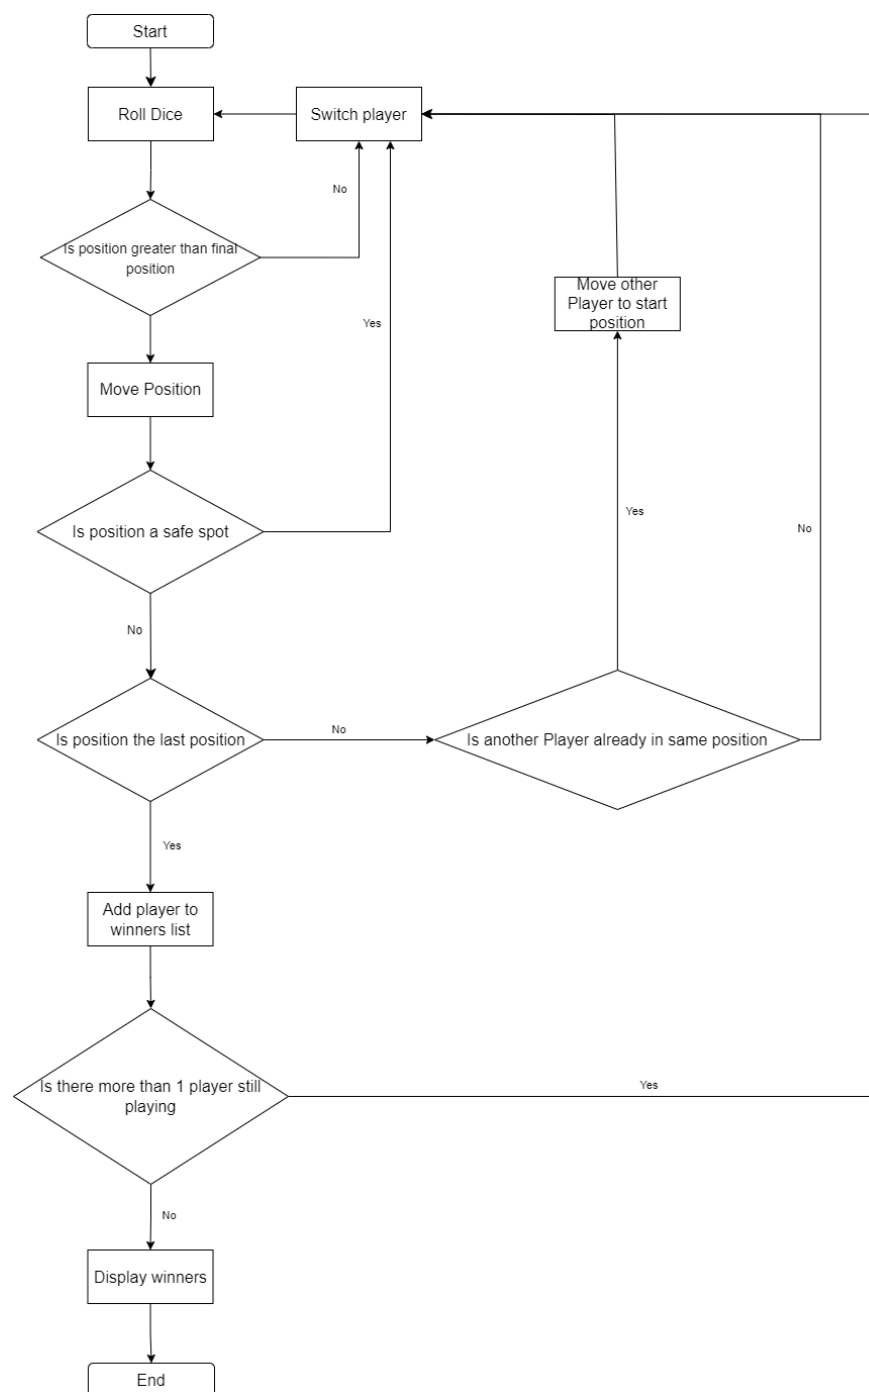 Start
Roll Dice
Switch player
No
Is position greater than final
position
Move other
Player to start
position
Yes
Move Position
Yes
No
Is position a safe spot
No
No
Is position the last position
Is another Player already in same position
Yes
Add player to
winners list
Is there more than 1 player still
playing
Yes
No
Display winners
End